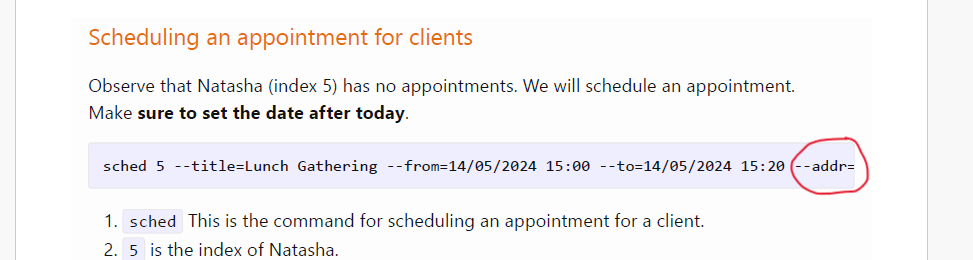 Scheduling an appointment for clients
Observe that Natasha (index 5) has no appointments. We will schedule an appointment.
Make sure to set the date after today.
sched 5 --title=Lunch Gathering --from=14/05/2024 15:00 --to=14/05/2024 15:20 --addr=
1. sched This is the command for scheduling an appointment for a client.
2. 5 is the index of Natasha.